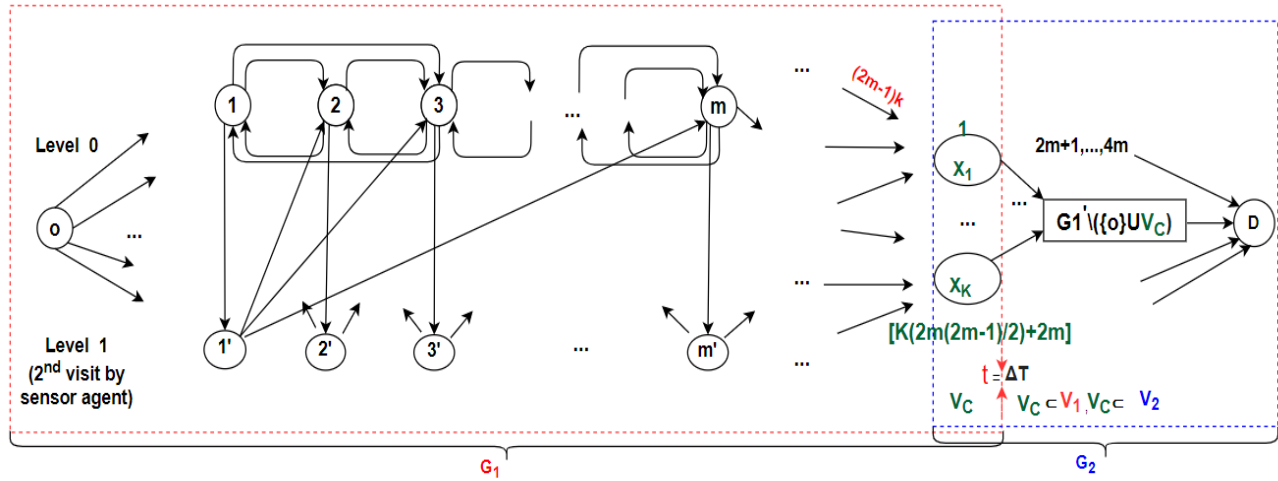 Level 0
o
...
1
2
3
...
m
...
(2m-1)k
1
X1
...
XK
...
2m+1,...,4m
G1'\({o}UVC)
D
Level 1
(2nd visit by
sensor agent)
1'
2'
3'
...
m'
...
...
[K(2m(2m-1)/2)+2m]
t = ΔT
VC
VC ⊂ V1 , VC ⊂ V2
G1
G2